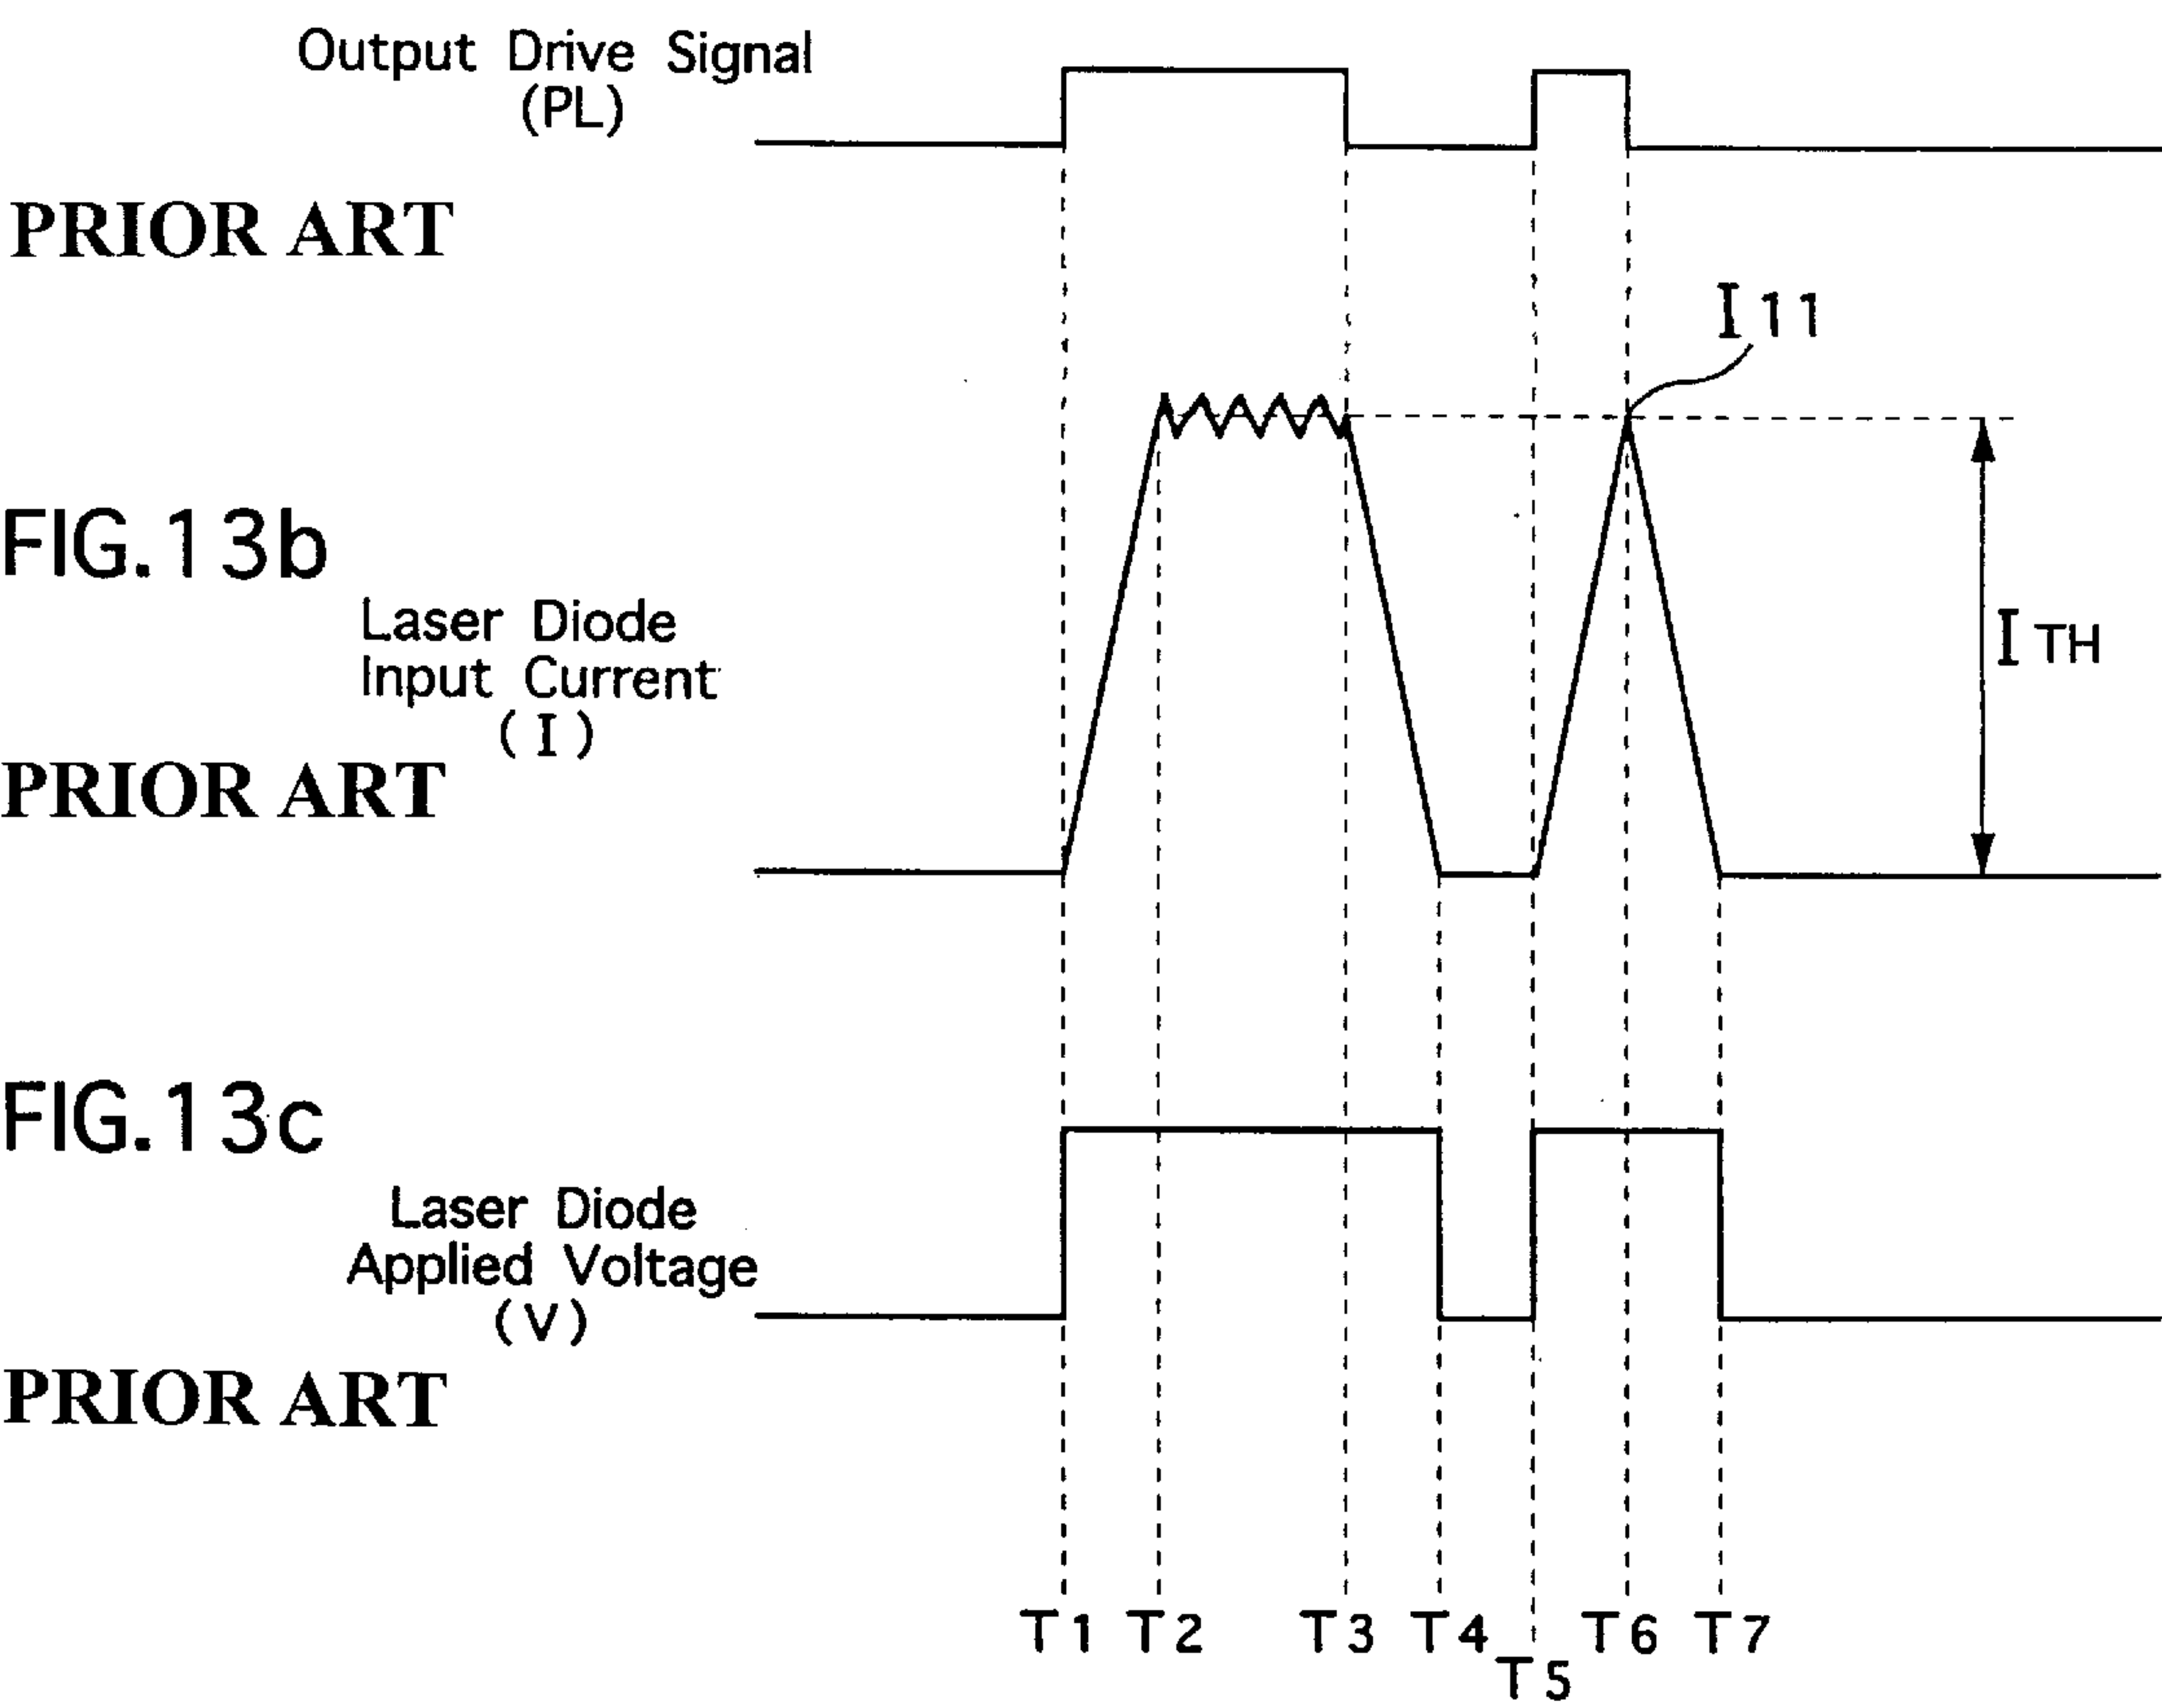 Output Drive Signal
(PL)
PRIOR ART
I11
FIG.13b
Laser Diode
Input Current
(I)
ITH
PRIOR ART
FIG.13c
Laser Diode
Applied Voltage
(V)
PRIOR ART
T1 T2 T3 T4 T5 T6 T7